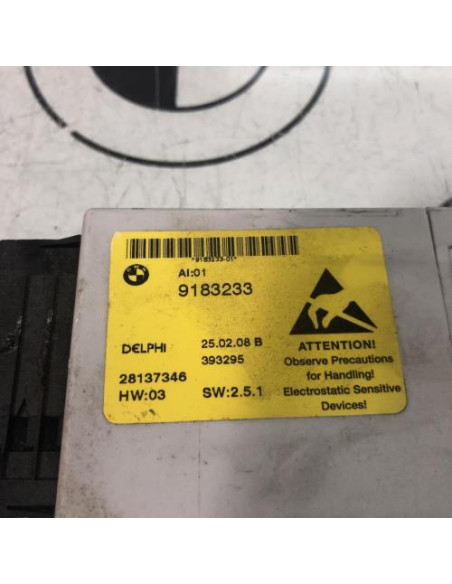 *9183233-01*
AI:01
9183233
DELPHI
25.02.08 B
393295
28137346
HW:03
SW:2.5.1
ATTENTION!
Observe Precautions
for Handling!
Electrostatic Sensitive
Devices!